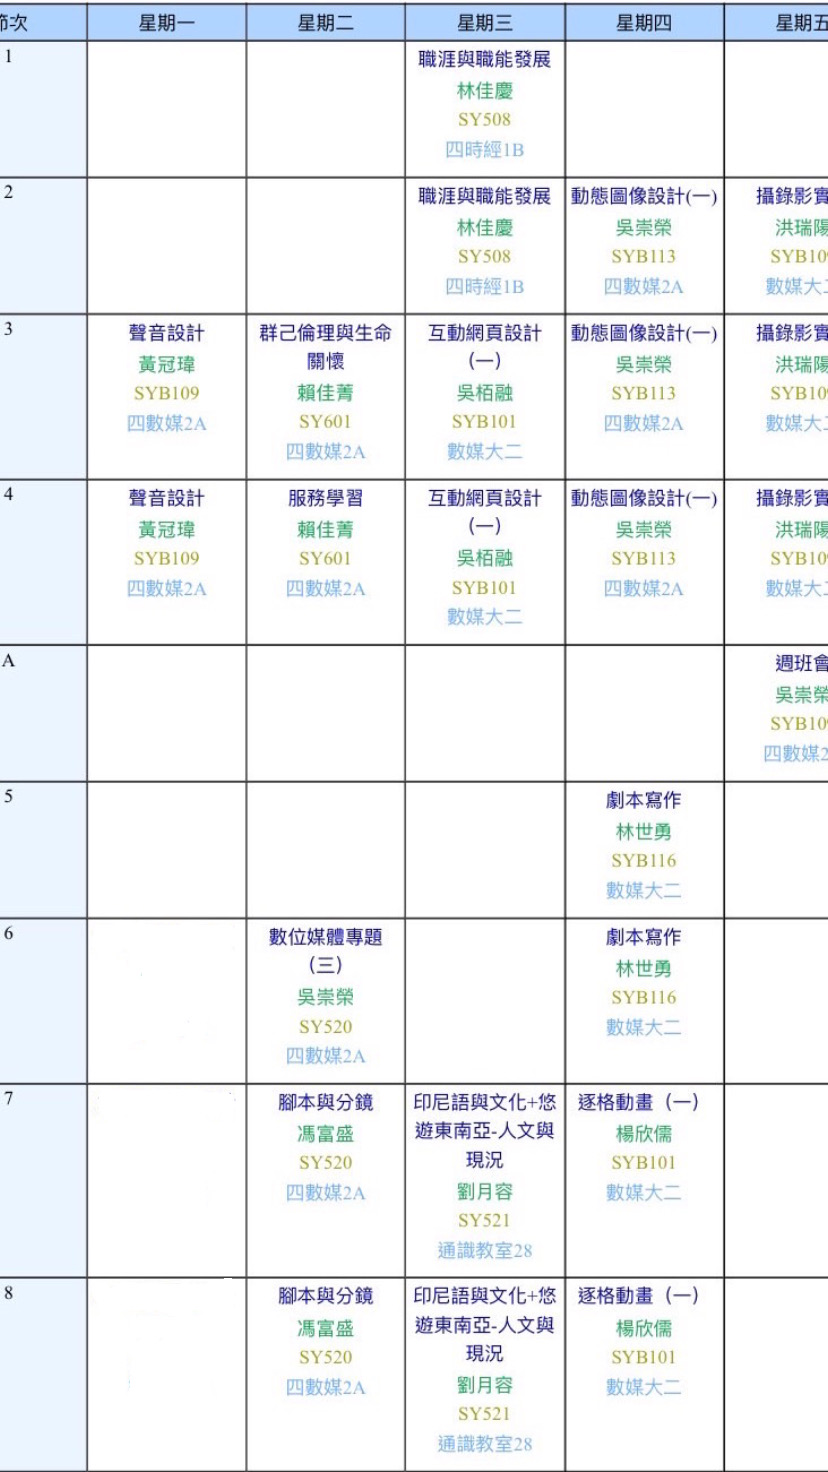 節次 星期一 星期二 星期三 星期四 星期五
1
職涯與職能發展
林佳慶
SY508
四時經1B
2
職涯與職能發展
林佳慶
SY508
四時經1B
動態圖像設計(一)
吳崇榮
SYB113
四數媒2A
攝錄影實
洪瑞陽
SYB10
數媒大二
3
聲音設計
黃冠瑋
SYB109
四數媒2A
群己倫理與生命
關懷
賴佳菁
SY601
四數媒2A
互動網頁設計
(一)
吳栢融
SYB101
數媒大二
動態圖像設計(一)
吳崇榮
SYB113
四數媒2A
攝錄影實
洪瑞陽
SYB10
數媒大二
4
聲音設計
黃冠瑋
SYB109
四數媒2A
服務學習
賴佳菁
SY601
四數媒2A
互動網頁設計
(一)
吳栢融
SYB101
數媒大二
動態圖像設計(一)
吳崇榮
SYB113
四數媒2A
攝錄影實
洪瑞陽
SYB10
數媒大二
A
週班會
吳崇榮
SYB10
四數媒2
5
劇本寫作
林世勇
SYB116
數媒大二
6
數位媒體專題
(三)
吳崇榮
SY520
四數媒2A
劇本寫作
林世勇
SYB116
數媒大二
7
腳本與分鏡
馮富盛
SY520
四數媒2A
印尼語與文化+悠
遊東南亞-人文與
現況
劉月容
SY521
通識教室28
逐格動畫（一）
楊欣儒
SYB101
數媒大二
8
腳本與分鏡
馮富盛
SY520
四數媒2A
印尼語與文化+悠
遊東南亞-人文與
現況
劉月容
SY521
通識教室28
逐格動畫（一）
楊欣儒
SYB101
數媒大二